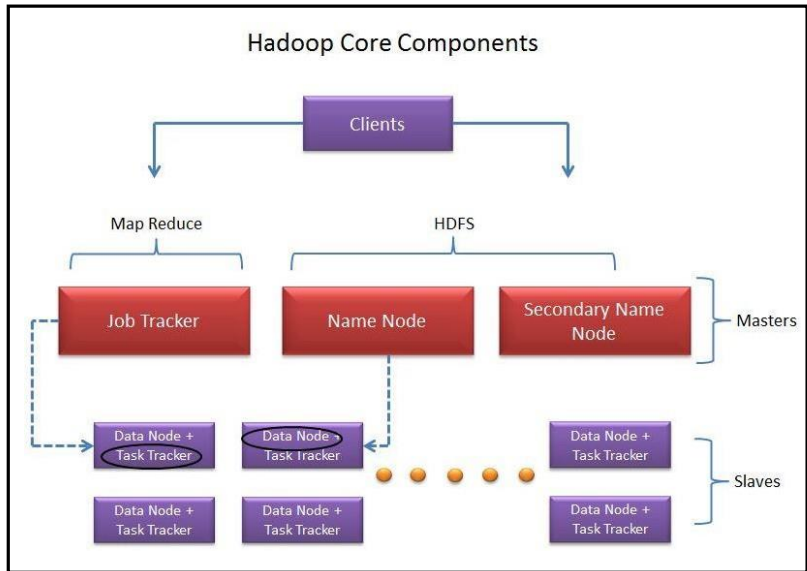 Hadoop Core Components
Clients
Map Reduce
HDFS
Job Tracker
Name Node
Secondary Name
Node
Masters
Data Node +
Task Tracker
Data Node +
Task Tracker
Data Node +
Task Tracker
Slaves
Data Node +
Task Tracker
Data Node +
Task Tracker
Data Node +
Task Tracker